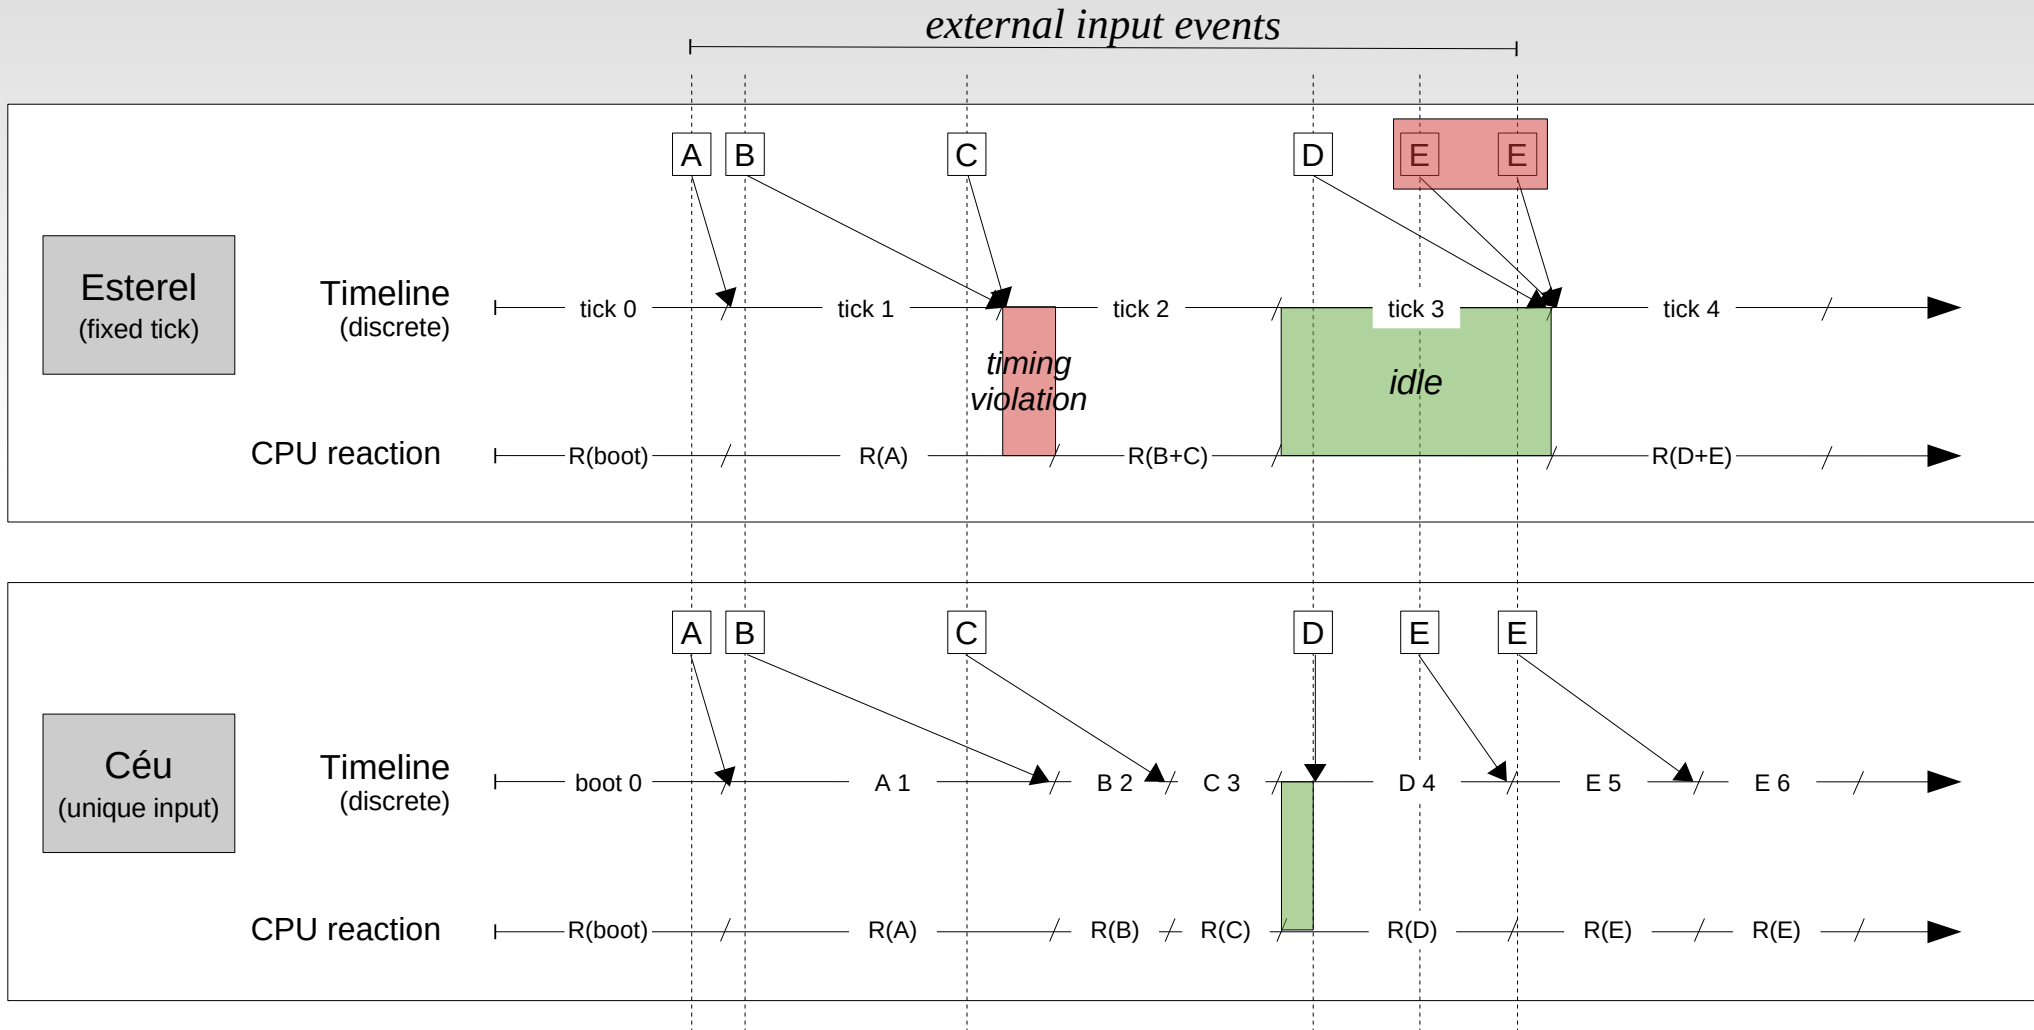 external input events
A B C D E E
Esterel
(fixed tick)
Timeline
(discrete)
tick 0 tick 1 tick 2 tick 3 tick 4
timing
violation
idle
CPU reaction
R(boot) R(A) R(B+C) R(D+E)
A B C D E E
Céu
(unique input)
Timeline
(discrete)
boot 0 A 1 B 2 C 3 D 4 E 5 E 6
CPU reaction
R(boot) R(A) R(B) R(C) R(D) R(E) R(E)